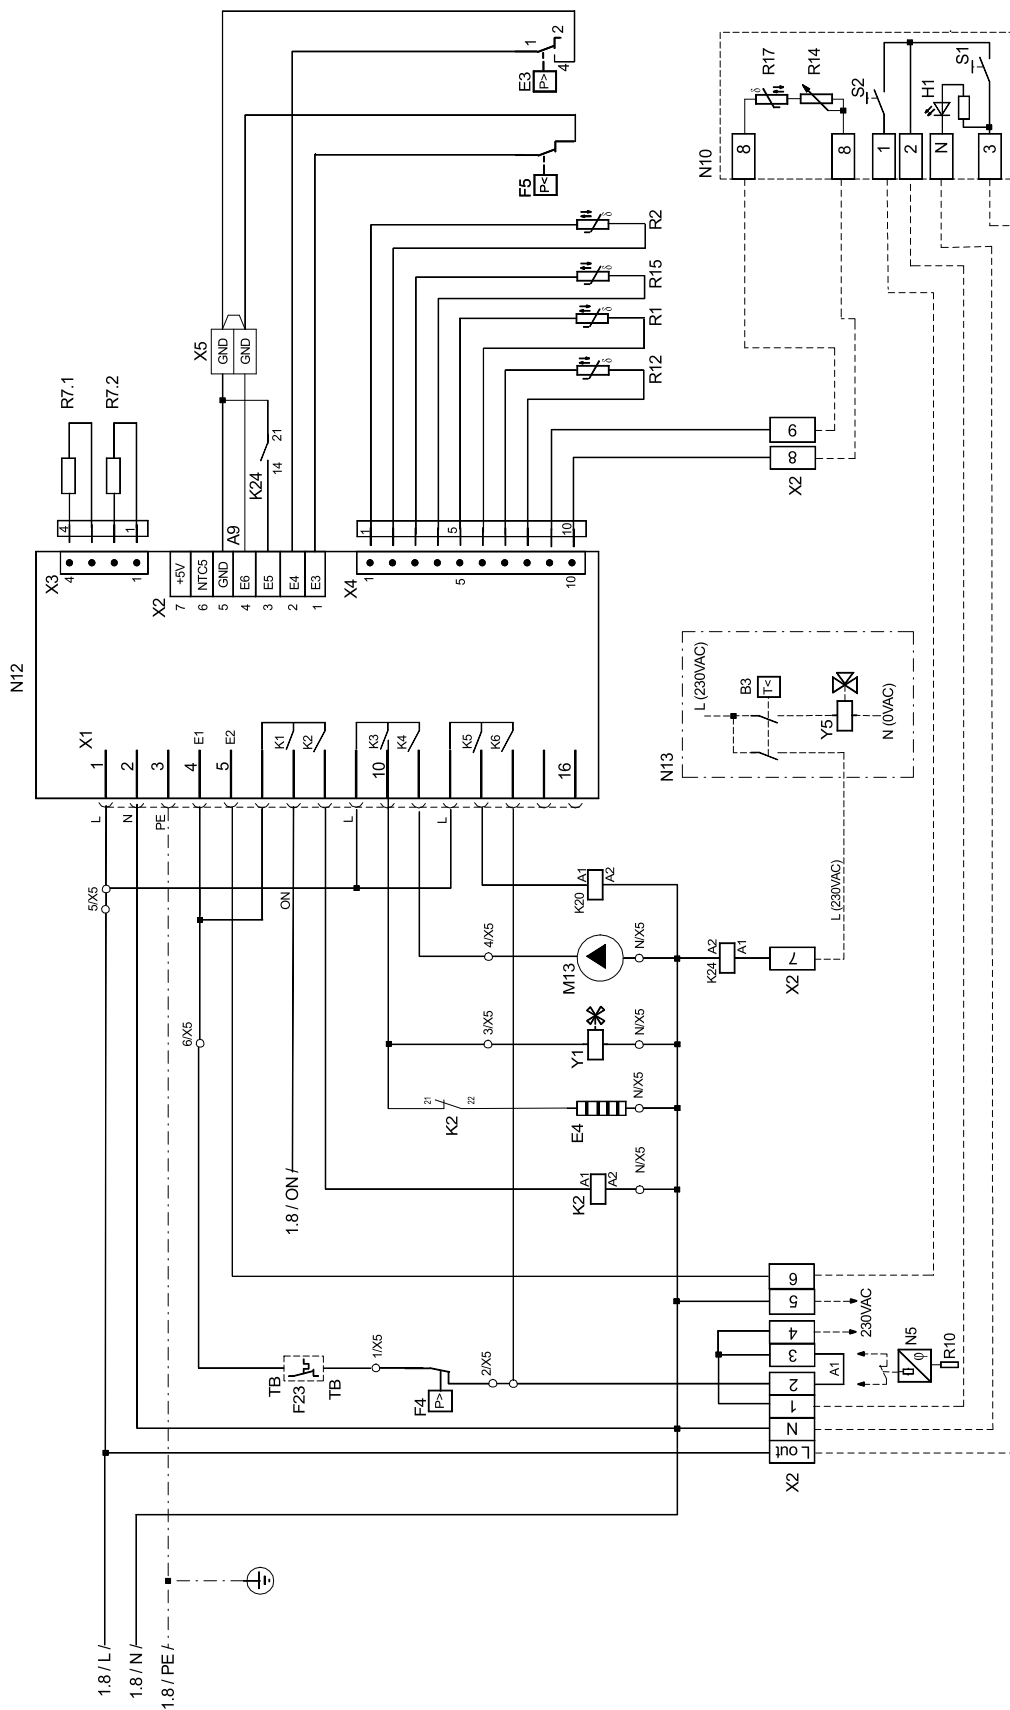 N12
X1
1
2
3
4
5
10
16
E1
E2
K1
K2
K3
K4
K5
K6
L
N
PE
L
L
X3
4
1
4
1
R7.1
R7.2
X2
7 +5V
6 NTC5
5 GND
4 E6
3 E5
2 E4
1 E3
A9
X4
1
5
10
1
5
10
K24
14
21
X5
GND
GND
E3
P>
1
2
4
F5
P<
R2
δ
R15
δ
R1
δ
R12
δ
X2
9
8
N10
8
8
1
2
N
3
R17
δ
R14
S2
H1
S1
N13
L (230VAC)
B3
T<
Y5
N (0VAC)
L (230VAC)
5/X5
ON
6/X5
K20
A1
A2
4/X5
M13
N/X5
K24
A2
A1
X2
7
3/X5
Y1
N/X5
21
22
K2
E4
N/X5
1.8 / ON /
K2
A1
A2
N/X5
TB
F23
TB
1/X5
F4
P>
2/X5
X2
6
5
4
3
2
1
N
L out
230VAC
A1
N5
φ
R10
1.8 / L /
1.8 / N /
1.8 / PE /